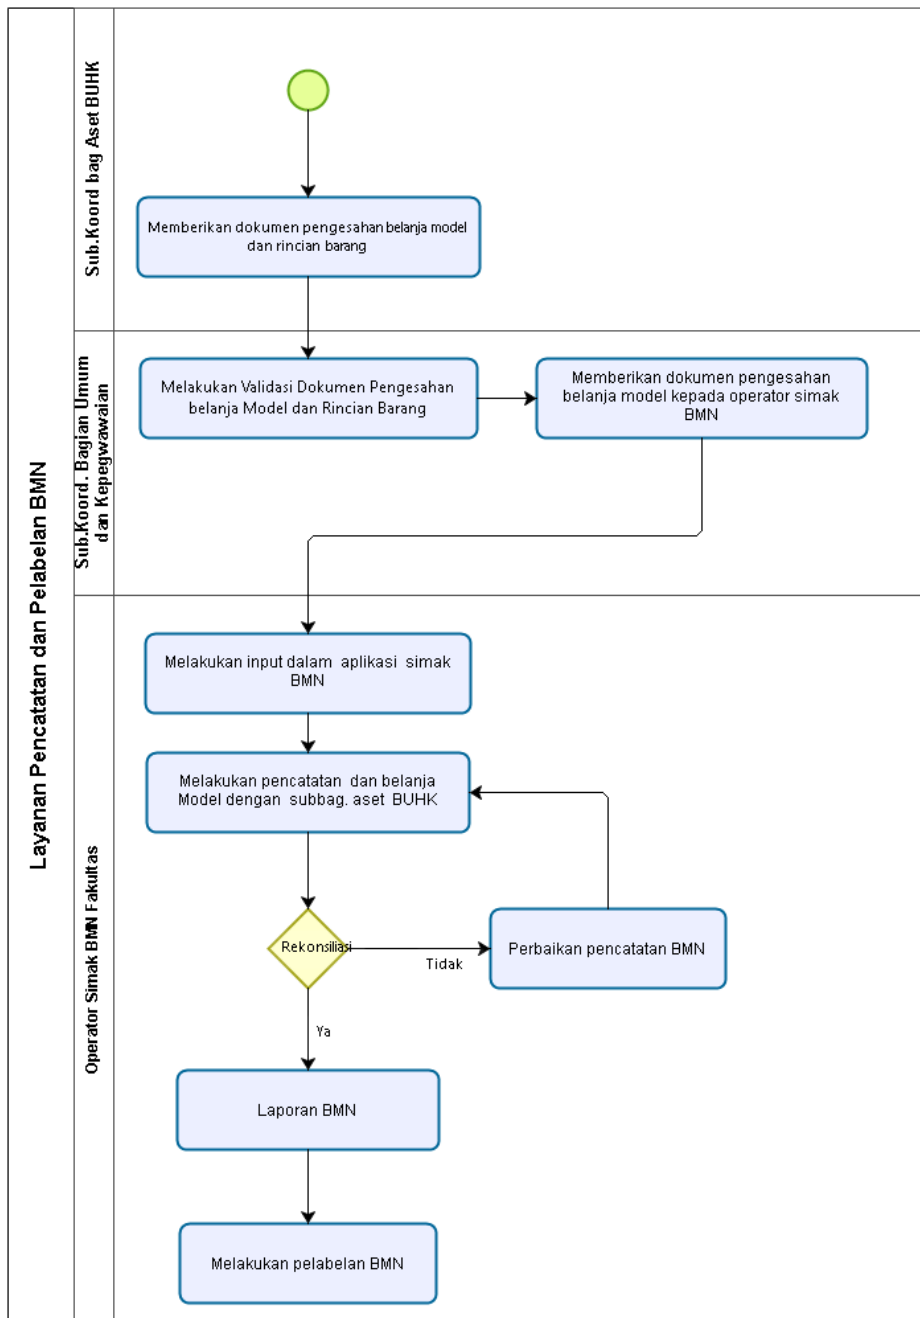 Layanan Pencatatan dan Pelabelan BMN
Sub.Koord bag Aset BUHK
Memberikan dokumen pengesahan belanja model
dan rincian barang
Sub.Koord. Bagian Umum
dan Kepegwawaian
Melakukan Validasi Dokumen Pengesahan
belanja Model dan Rincian Barang
Memberikan dokumen pengesahan
belanja model kepada operator simak
BMN
Operator Simak BMN Fakultas
Melakukan input dalam aplikasi simak
BMN
Melakukan pencatatan dan belanja
Model dengan subbag. aset BUHK
Rekonsiliasi
Tidak
Perbaikan pencatatan BMN
Ya
Laporan BMN
Melakukan pelabelan BMN